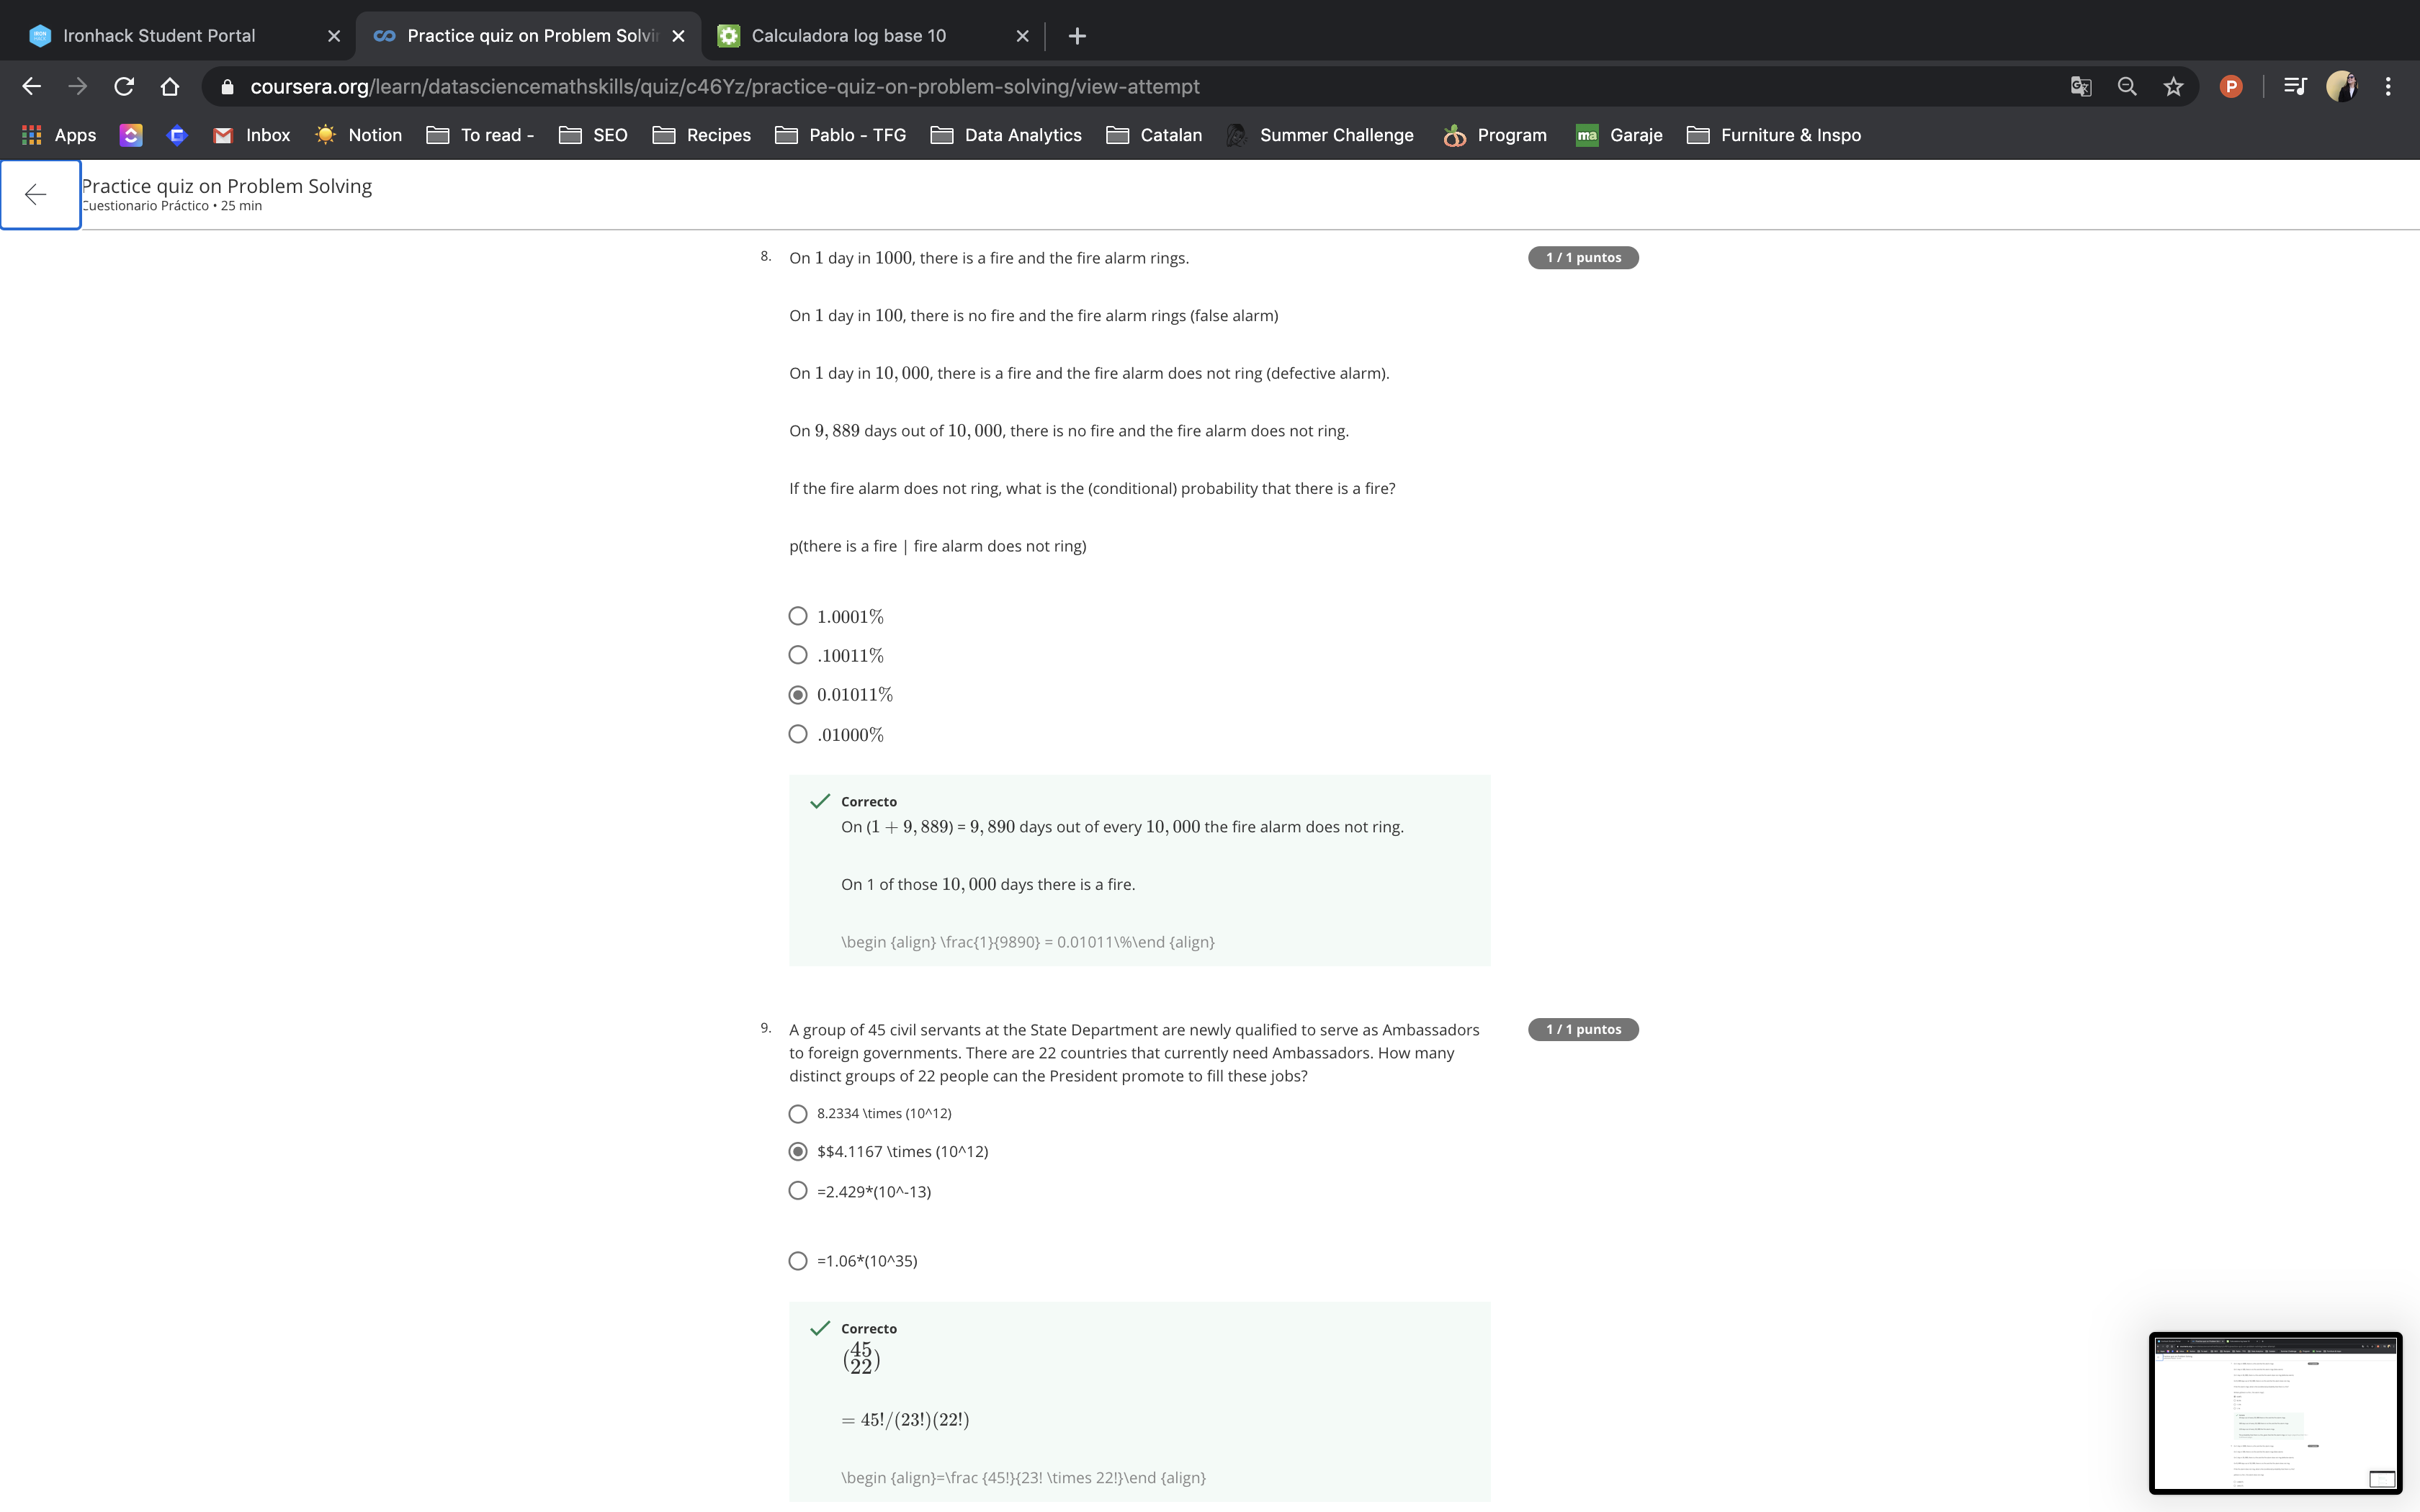 Ironhack Student Portal
Practice quiz on Problem Solvi
Calculadora log base 10
coursera.org/learn/datasciencemathskills/quiz/c46Yz/practice-quiz-on-problem-solving/view-attempt
P
Apps
Inbox
Notion
To read -
SEO
Recipes
Pablo - TFG
Data Analytics
Catalan
Summer Challenge
Program
ma
Garaje
Furniture & Inspo
Practice quiz on Problem Solving
Cuestionario Práctico • 25 min
8. On 1 day in 1000, there is a fire and the fire alarm rings.
1 / 1 puntos
On 1 day in 100, there is no fire and the fire alarm rings (false alarm)
On 1 day in 10, 000, there is a fire and the fire alarm does not ring (defective alarm).
On 9, 889 days out of 10, 000, there is no fire and the fire alarm does not ring.
If the fire alarm does not ring, what is the (conditional) probability that there is a fire?
p(there is a fire | fire alarm does not ring)
1.0001%
.10011%
0.01011%
.01000%
Correcto
On (1 + 9, 889) = 9, 890 days out of every 10, 000 the fire alarm does not ring.
On 1 of those 10, 000 days there is a fire.
\begin {align} \frac{1}{9890} = 0.01011\%\end {align}
9. A group of 45 civil servants at the State Department are newly qualified to serve as Ambassadors
1 / 1 puntos
to foreign governments. There are 22 countries that currently need Ambassadors. How many
distinct groups of 22 people can the President promote to fill these jobs?
8.2334 \times (10^12)
$$4.1167 \times (10^12)
=2.429*(10^-13)
=1.06*(10^35)
Correcto
(45
22)
= 45!/(23!)(22!)
\begin {align}=\frac {45!}{23! \times 22!}\end {align}